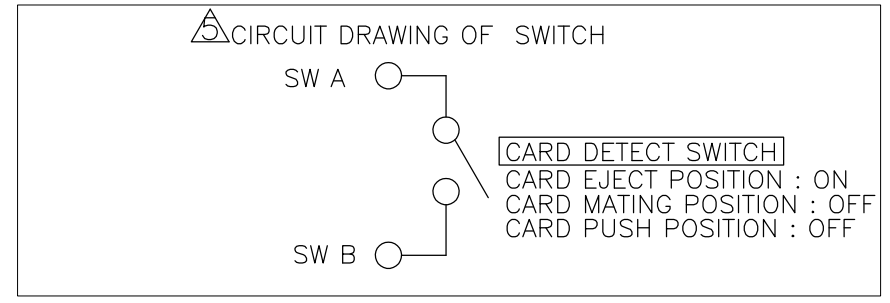 5 CIRCUIT DRAWING OF SWITCH
SW A
CARD DETECT SWITCH
CARD EJECT POSITION : ON
CARD MATING POSITION : OFF
CARD PUSH POSITION : OFF
SW B